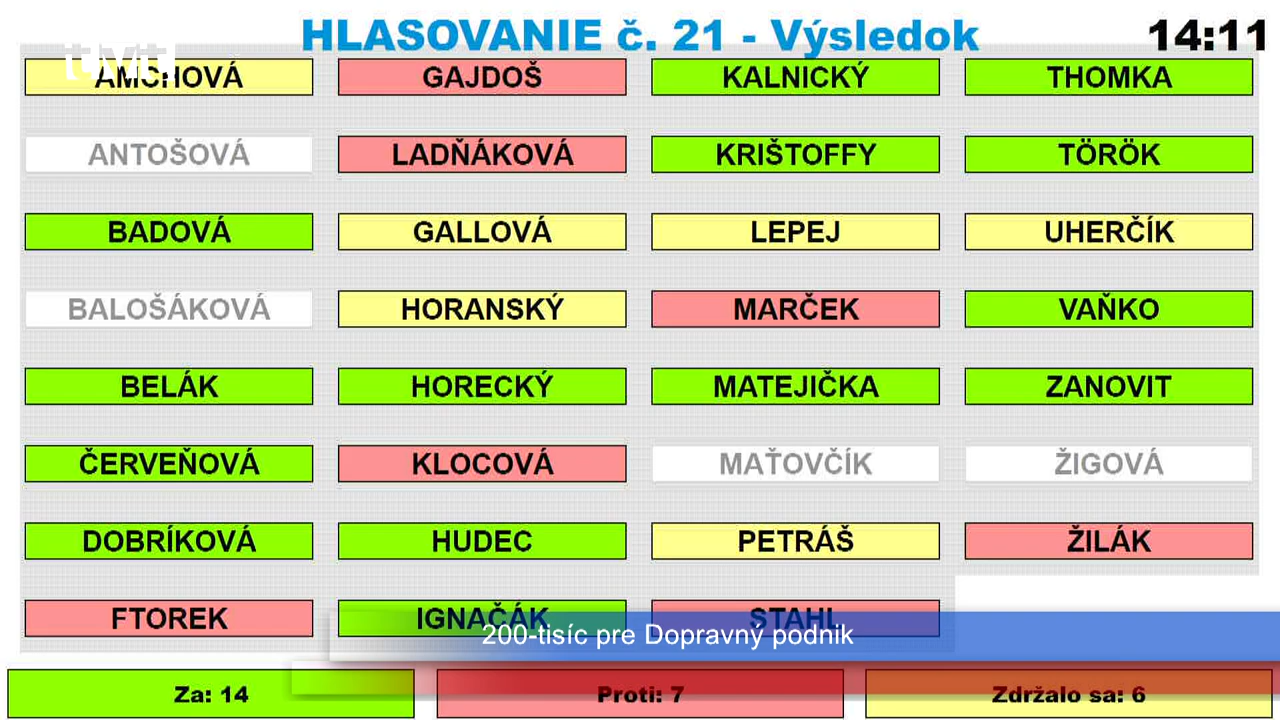 HLASOVANIE č. 21 - Výsledok 14:11
AMCHOVÁ GAJDOŠ KALNICKÝ THOMKA
ANTOŠOVÁ LADŇÁKOVÁ KRIŠTOFFY TÖRÖK
BADOVÁ GALLOVÁ LEPEJ UHERČÍK
BALOŠÁKOVÁ HORANSKÝ MARČEK VAŇKO
BELÁK HORECKÝ MATEJIČKA ZANOVIT
ČERVEŇOVÁ KLOCOVÁ MAŤOVČÍK ŽIGOVÁ
DOBRÍKOVÁ HUDEC PETRÁŠ ŽILÁK
FTOREK IGNAČÁK STAHL
200-tisíc pre Dopravný podnik
Za: 14 Proti: 7 Zdržalo sa: 6